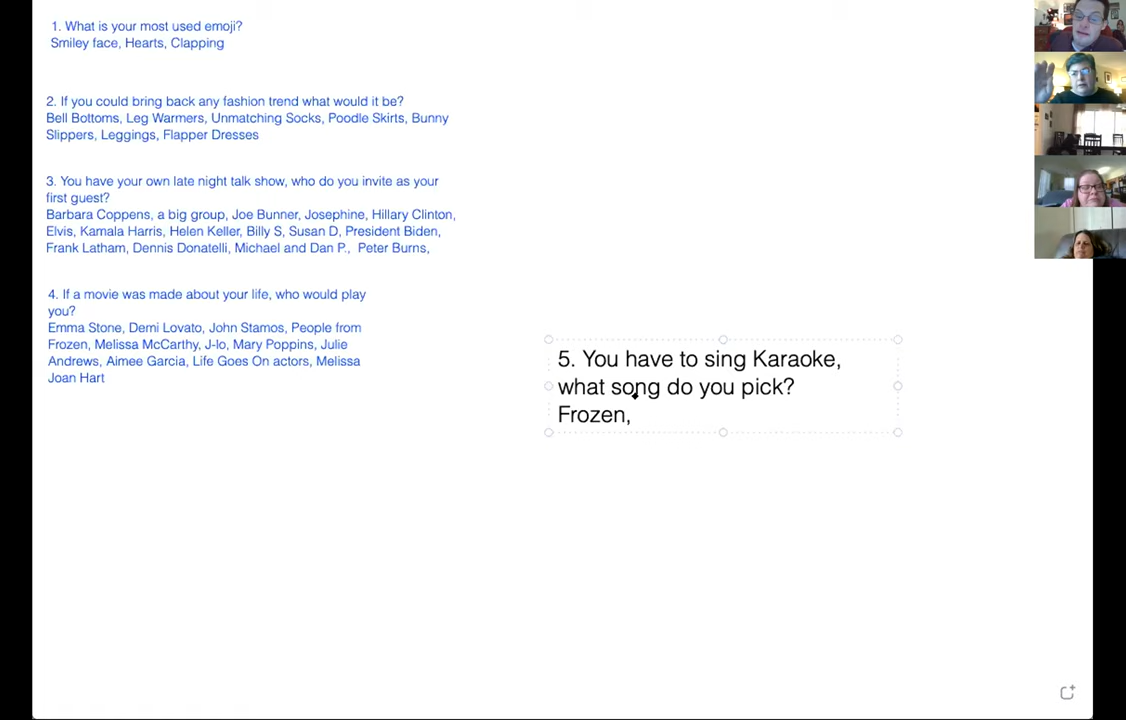 1. What is your most used emoji?
Smiley face, Hearts, Clapping
2. If you could bring back any fashion trend what would it be?
Bell Bottoms, Leg Warmers, Unmatching Socks, Poodle Skirts, Bunny
Slippers, Leggings, Flapper Dresses
3. You have your own late night talk show, who do you invite as your
first guest?
Barbara Coppens, a big group, Joe Bunner, Josephine, Hillary Clinton,
Elvis, Kamala Harris, Helen Keller, Billy S, Susan D, President Biden,
Frank Latham, Dennis Donatelli, Michael and Dan P., Peter Burns,
4. If a movie was made about your life, who would play
you?
Emma Stone, Demi Lovato, John Stamos, People from
Frozen, Melissa McCarthy, J-lo, Mary Poppins, Julie
Andrews, Aimee Garcia, Life Goes On actors, Melissa
Joan Hart
5. You have to sing Karaoke,
what song do you pick?
Frozen,